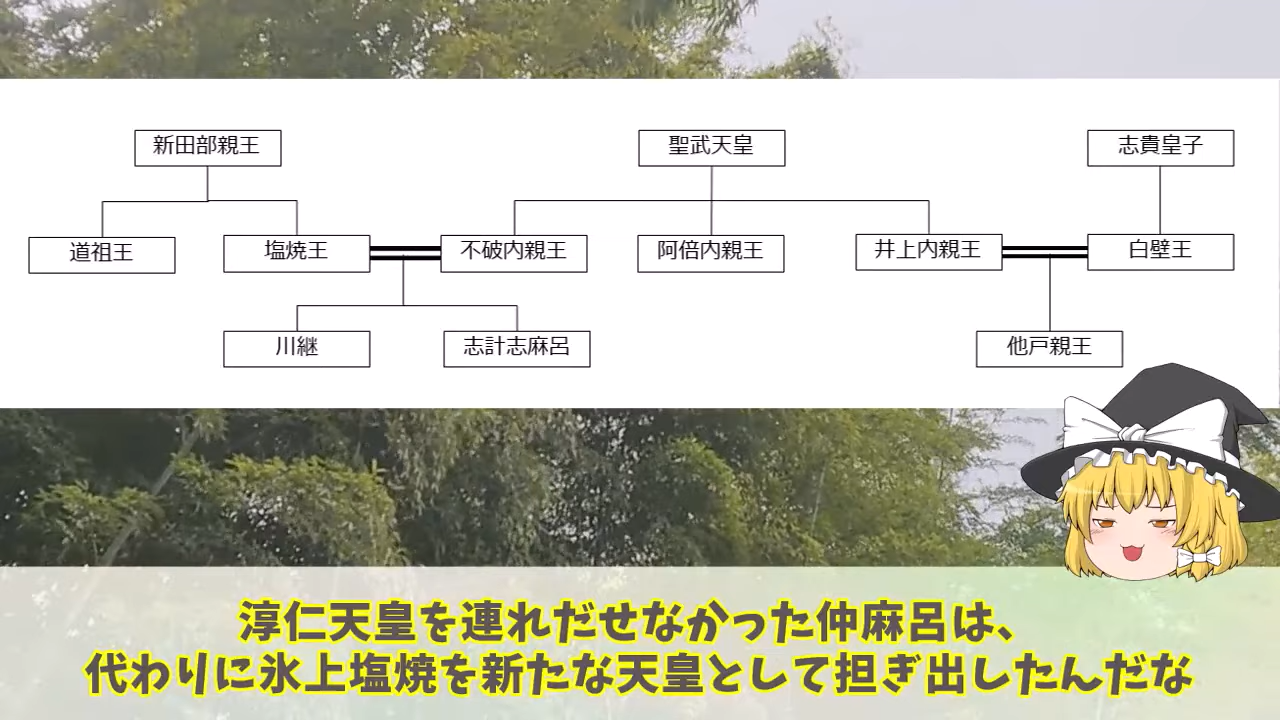 新田部親王
聖武天皇
志貴皇子
道祖王
塩焼王
不破内親王
阿倍内親王
井上内親王
白壁王
川継
志計志麻呂
他戸親王
淳仁天皇を連れだせなかった仲麻呂は、
代わりに氷上塩焼を新たな天皇として担ぎ出したんだな